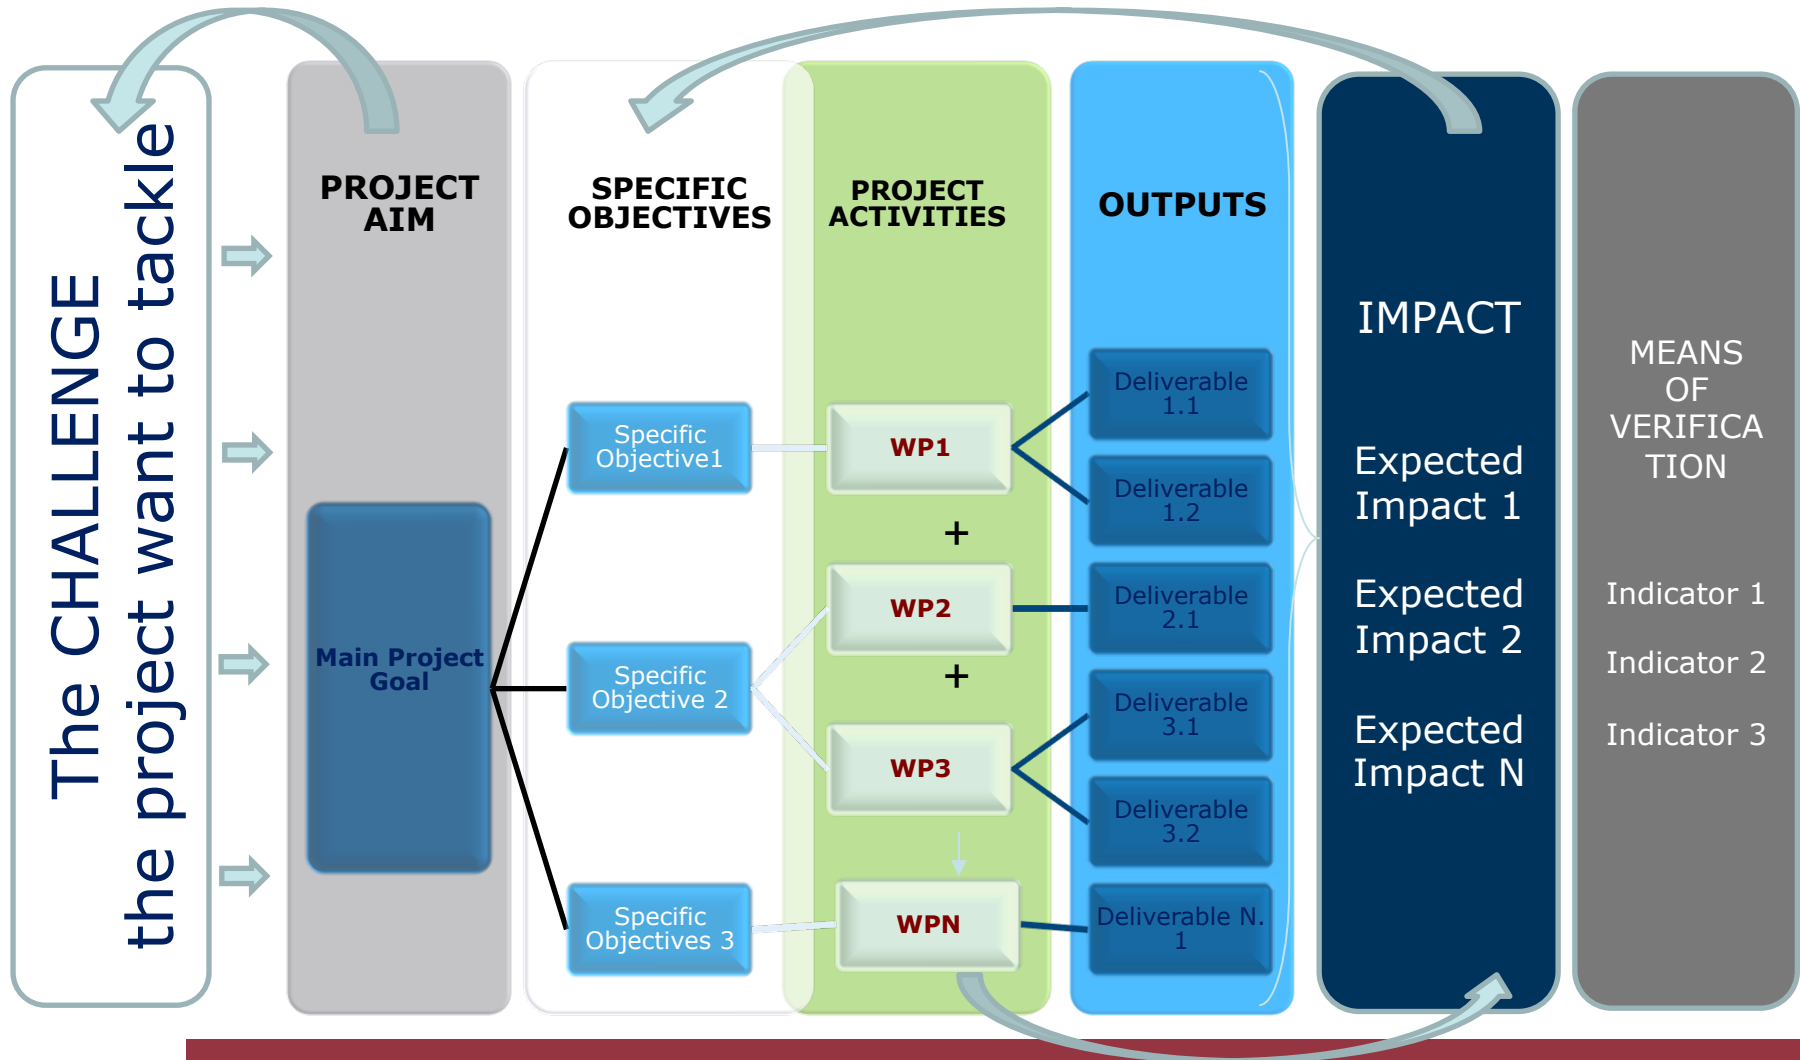 The CHALLENGE
the project want to tackle
PROJECT
AIM
Main Project
Goal
SPECIFIC
OBJECTIVES
Specific
Objective1
Specific
Objective 2
Specific
Objectives 3
PROJECT
ACTIVITIES
WP1
+
WP2
+
WP3
WPN
OUTPUTS
Deliverable
1.1
Deliverable
1.2
Deliverable
2.1
Deliverable
3.1
Deliverable
3.2
Deliverable N.
1
IMPACT
Expected
Impact 1
Expected
Impact 2
Expected
Impact N
MEANS
OF
VERIFICA
TION
Indicator 1
Indicator 2
Indicator 3